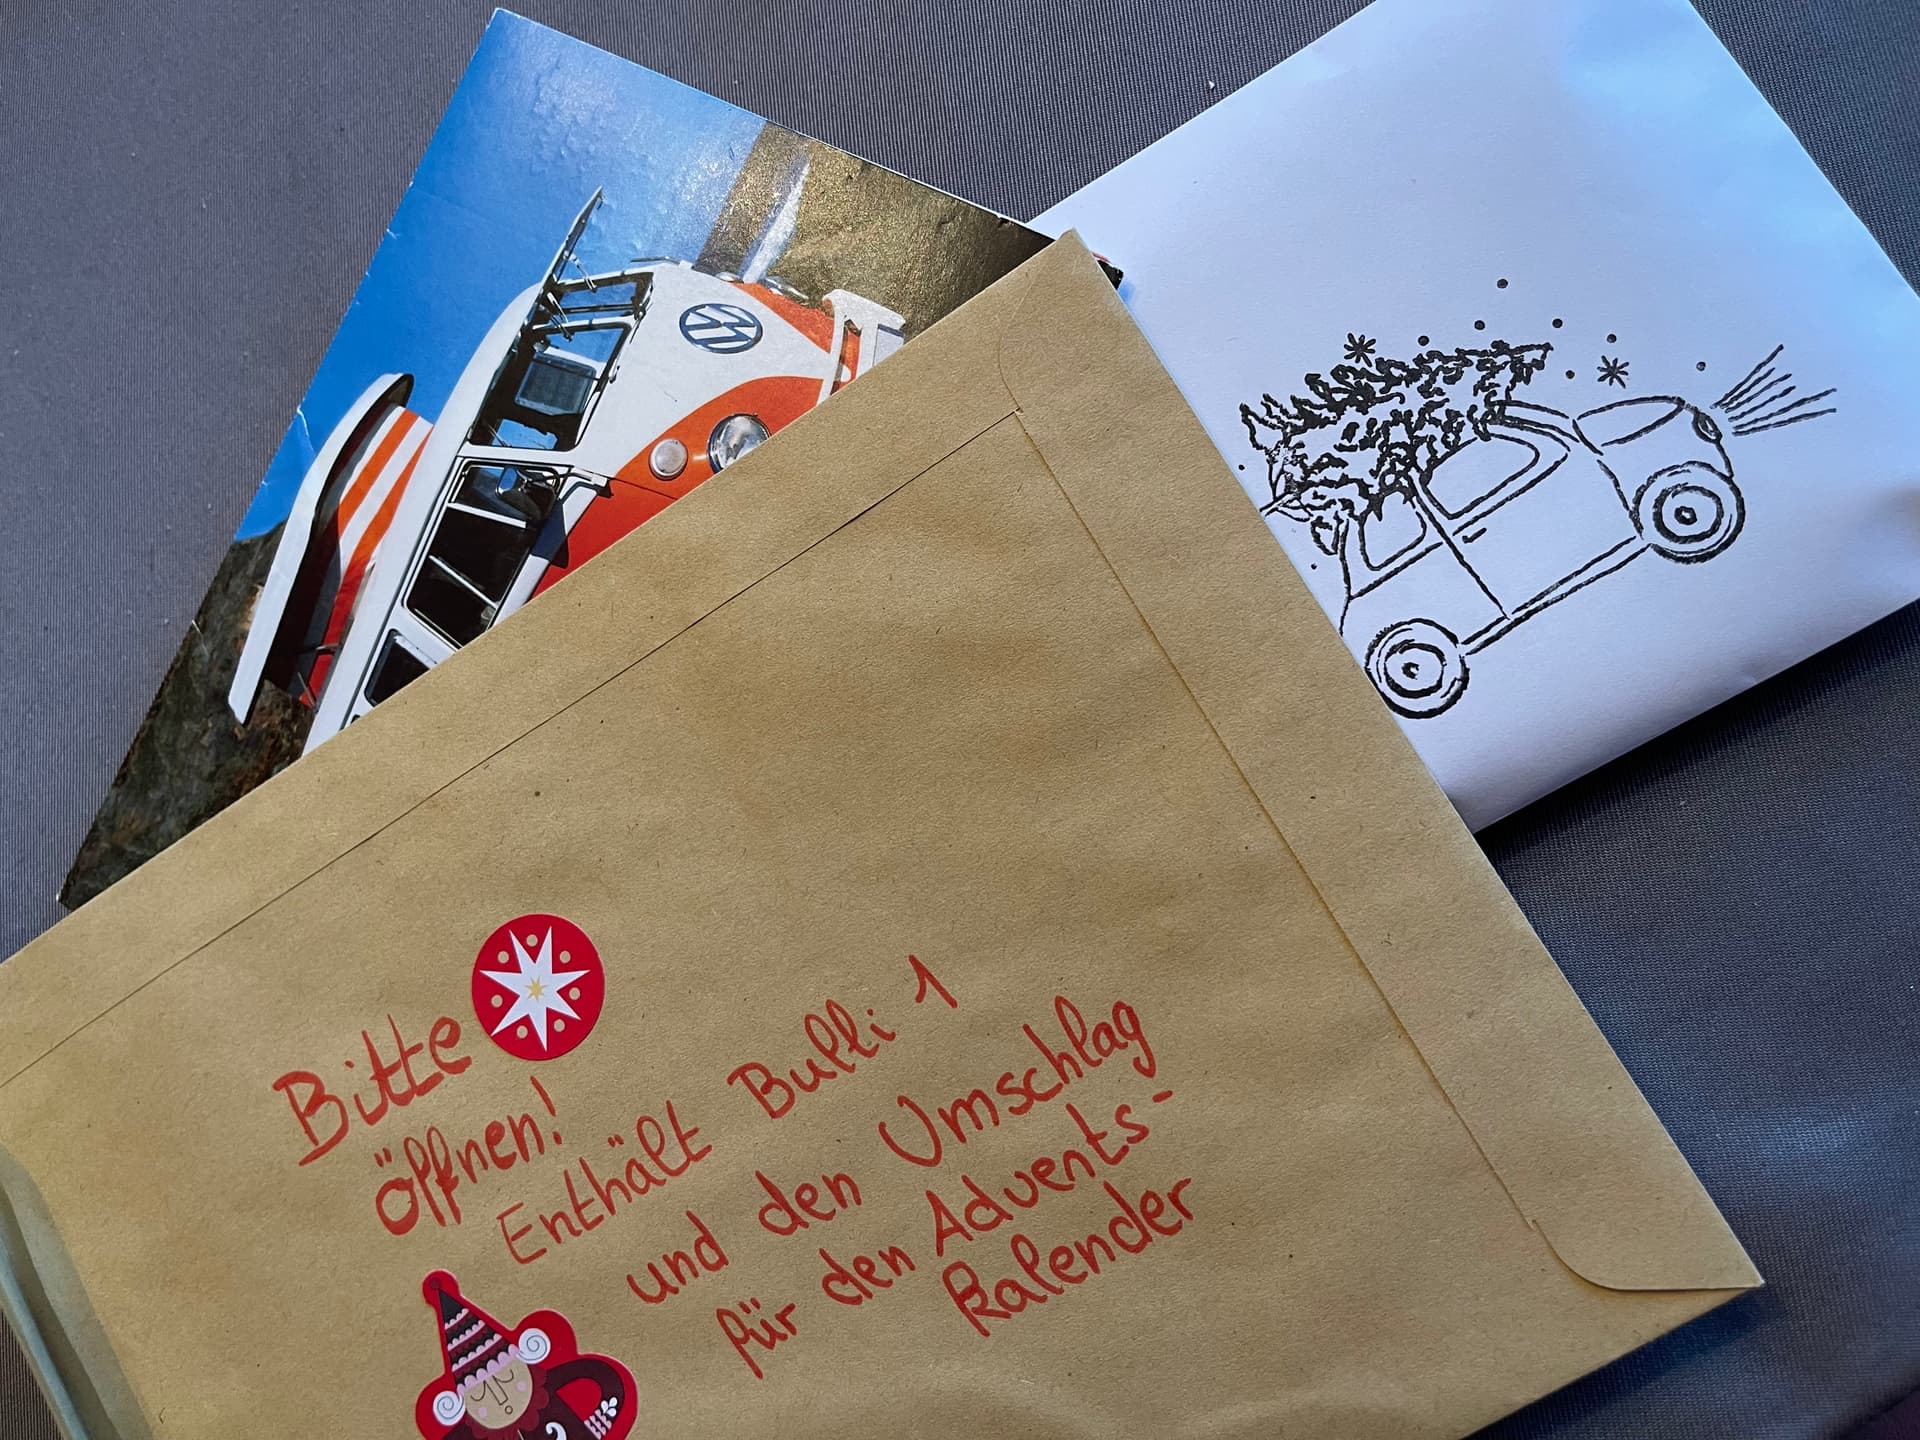 Bitte
öffnen!
Enthält Bulli 1
und den Umschlag
für den Advents-
kalender